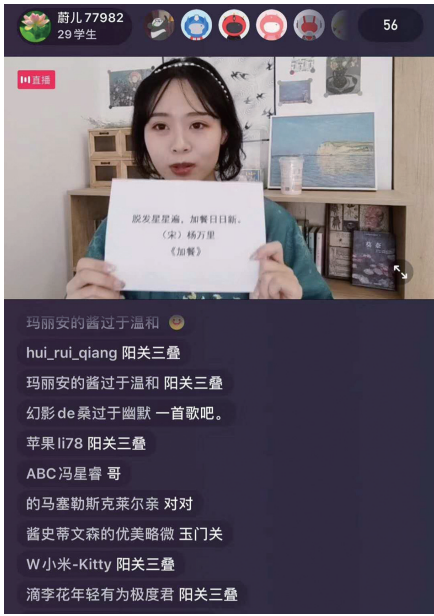 蔚儿77982
29学生
56
直播
脱发星星遍，加餐日日新。
（宋）杨万里
《加餐》
玛丽安的酱过于温和
hui_rui_qiang 阳关三叠
玛丽安的酱过于温和 阳关三叠
幻影de桑过于幽默 一首歌吧。
苹果li78 阳关三叠
ABC冯星睿 哥
的马塞勒斯克莱尔亲 对对
酱史蒂文森的优美略微 玉门关
W小米-Kitty 阳关三叠
滴李花年轻有为极度君 阳关三叠